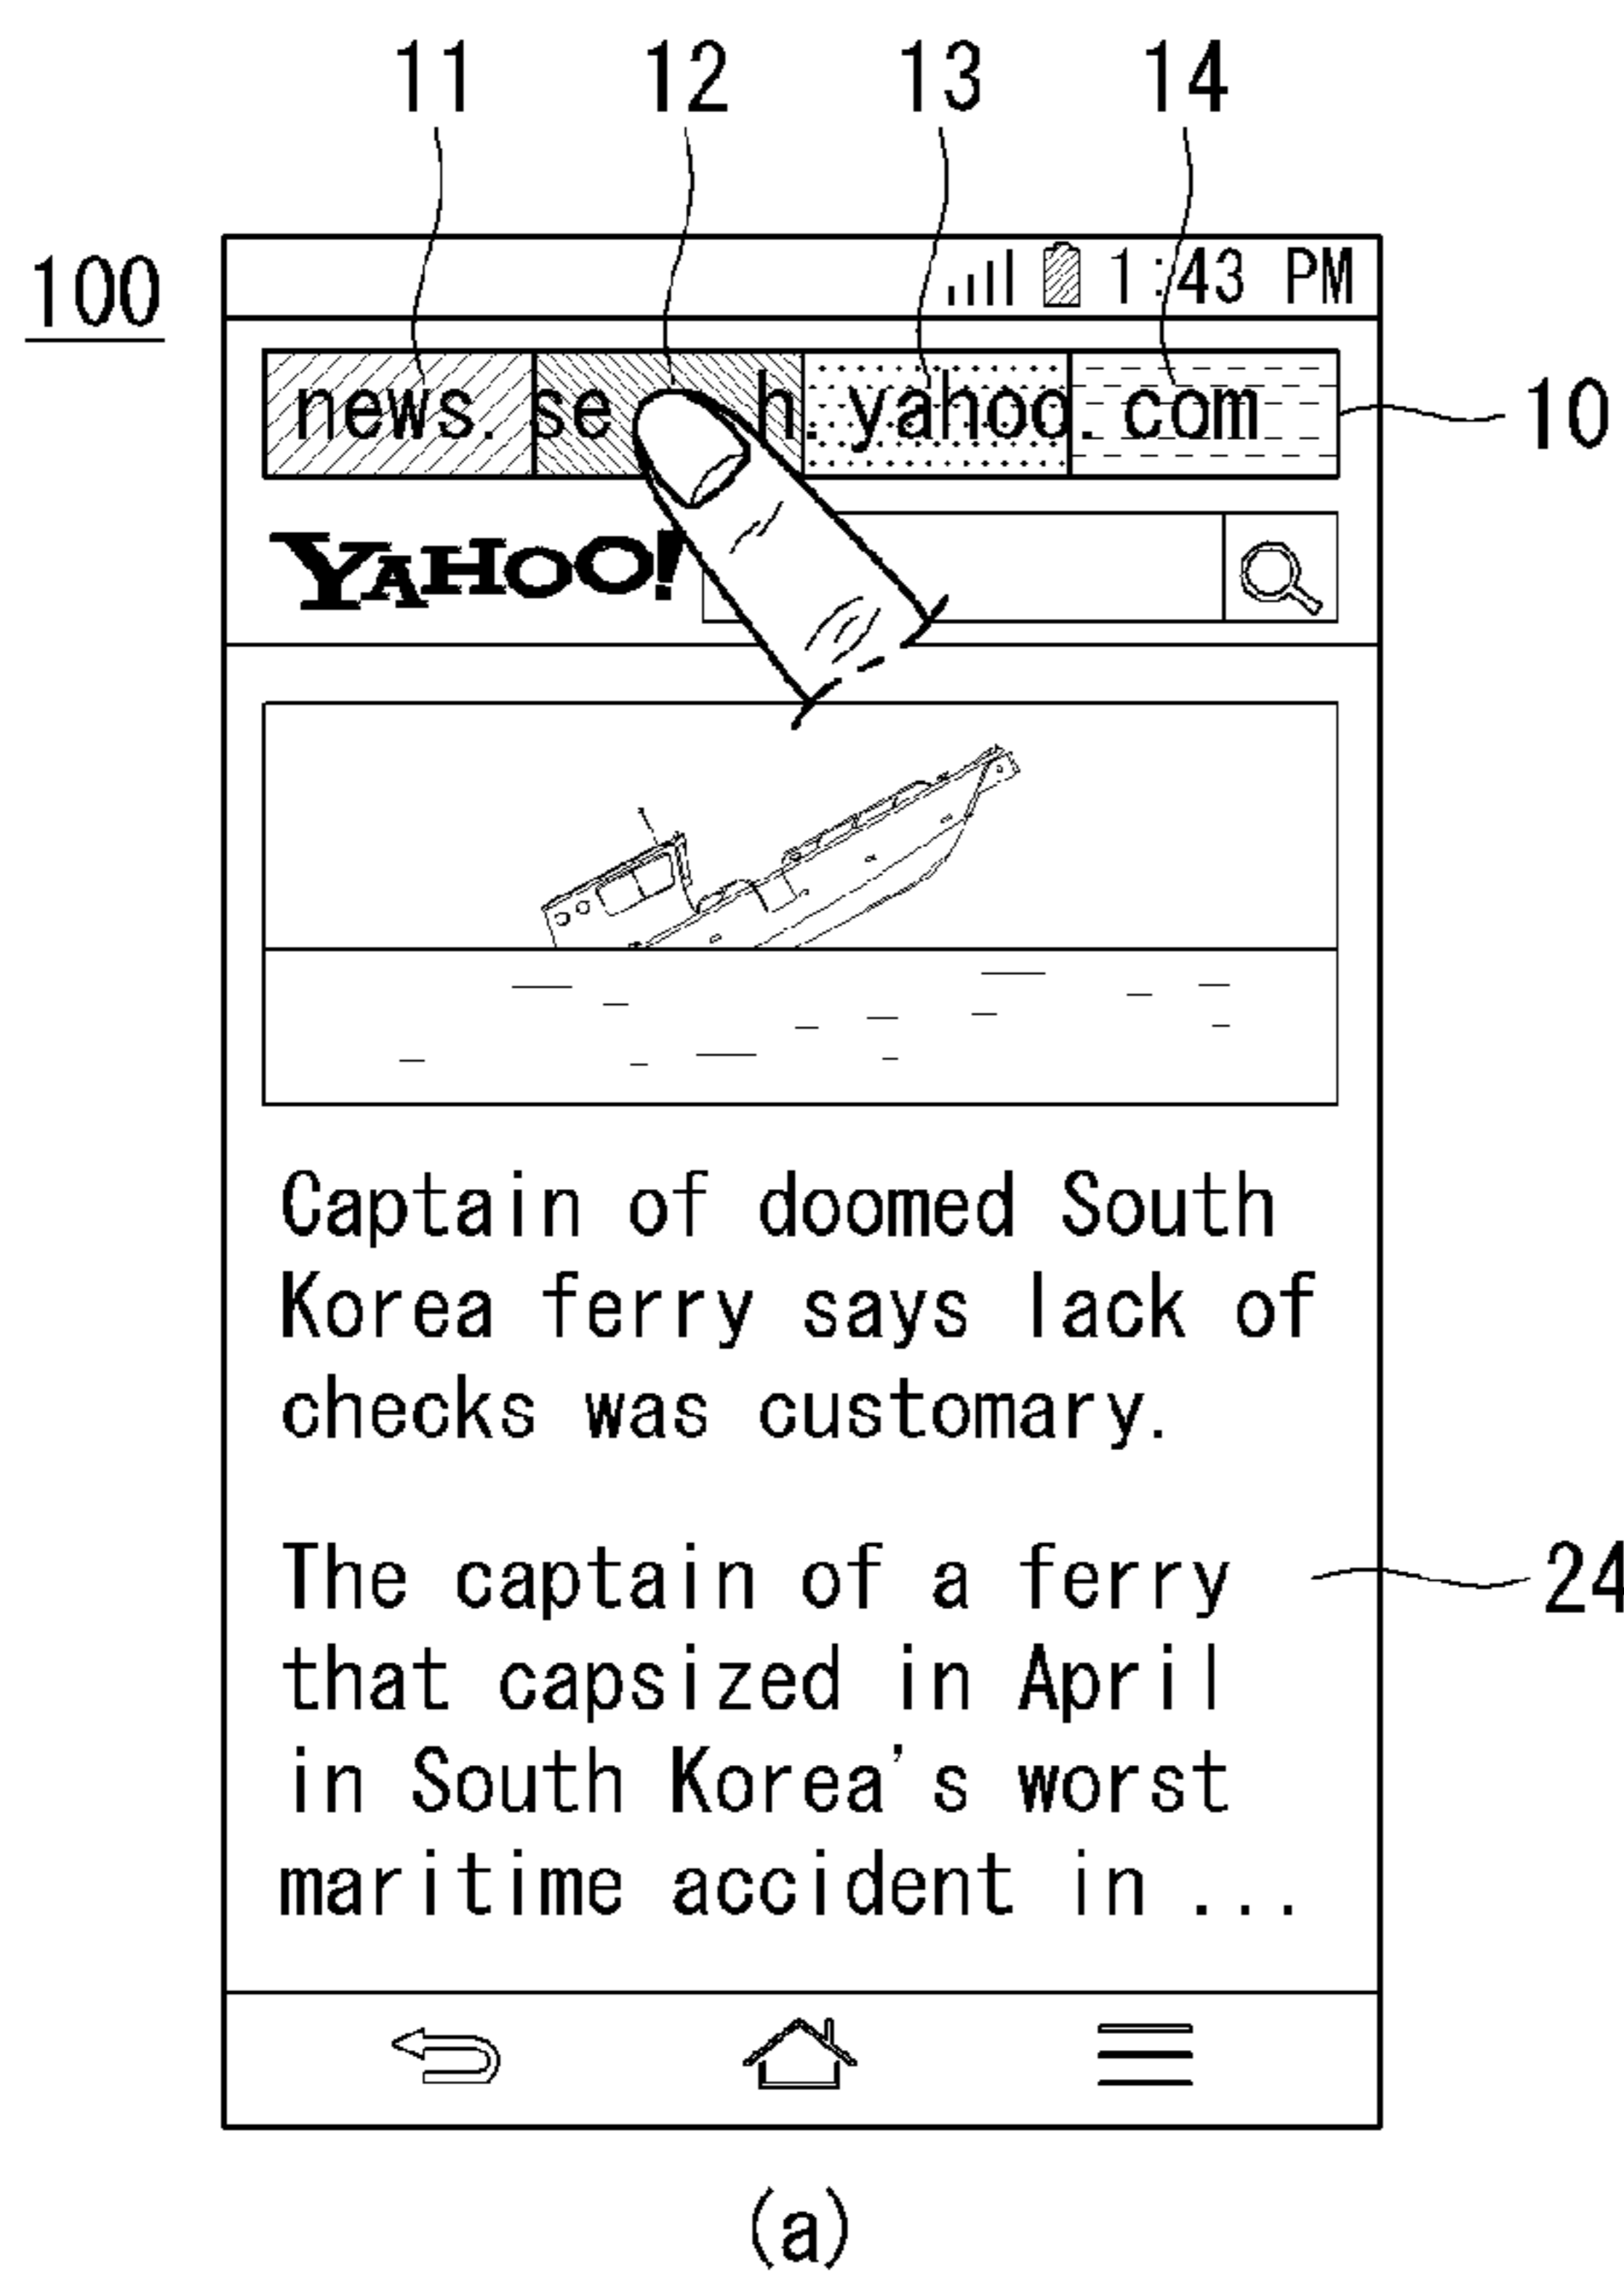 11 12 13 14
100
1:43 PM
news.se h.yahoo.com
10
YAHOO!
Captain of doomed South
Korea ferry says lack of
checks was customary.
The captain of a ferry
24
that capsized in April
in South Korea's worst
maritime accident in ...
(a)